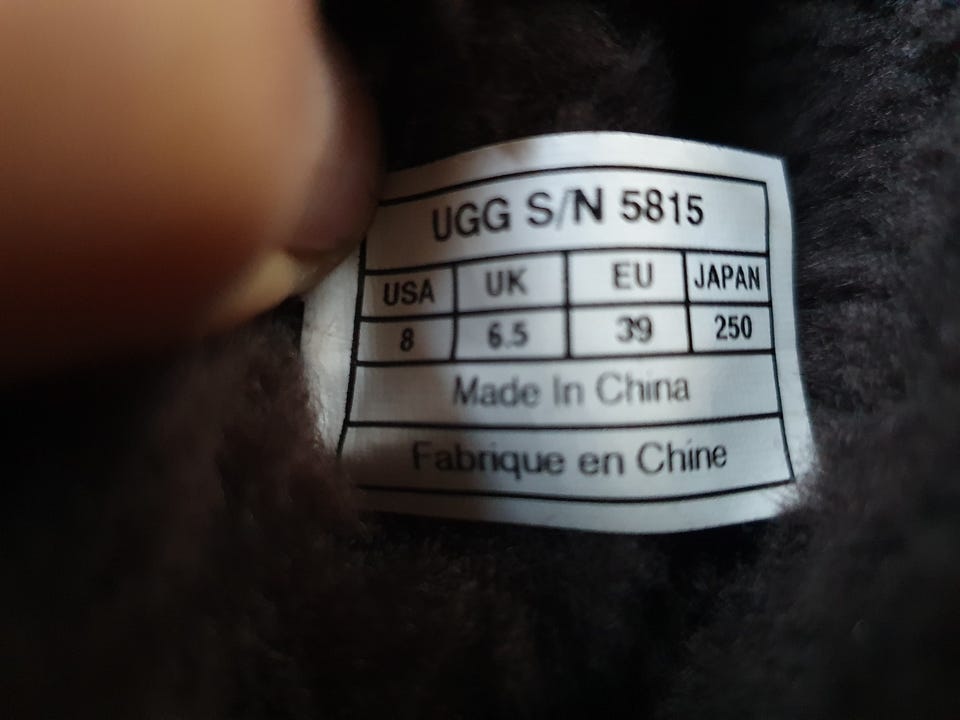 UGG S/N 5815
USA UK EU JAPAN
8 6.5 39 250
Made In China
Fabrique en Chine